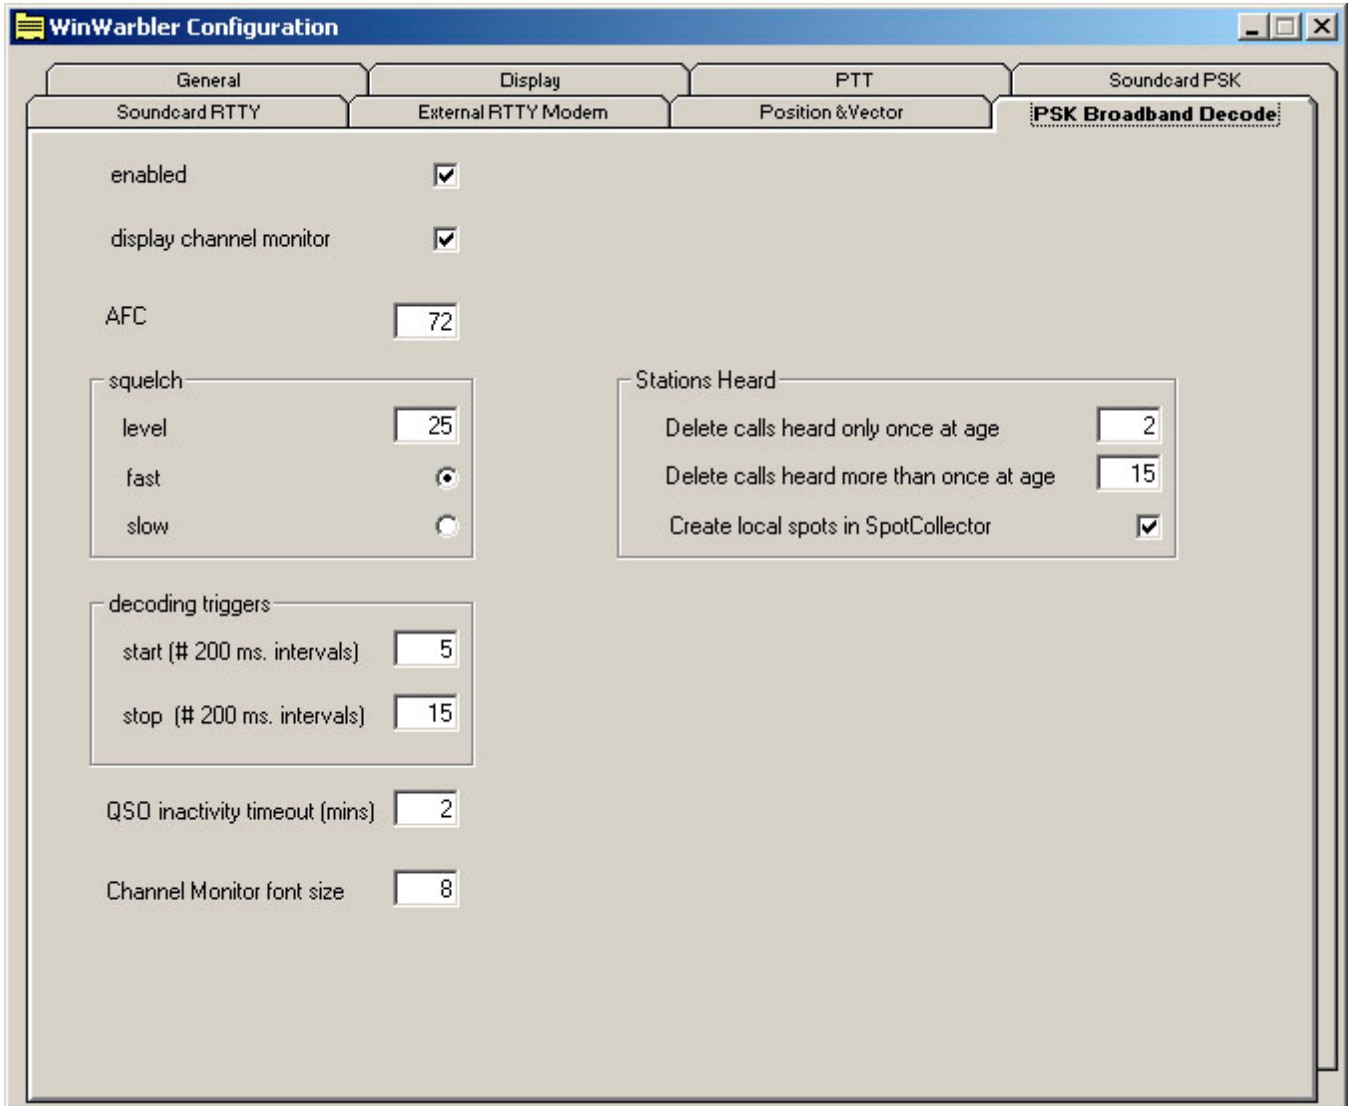 WinWarbler Configuration
General Display PTT Soundcard PSK
Soundcard RTTY External RTTY Modem Position &Vector PSK Broadband Decode
enabled
display channel monitor
AFC 72
squelch
level 25
fast
slow
Stations Heard
Delete calls heard only once at age 2
Delete calls heard more than once at age 15
Create local spots in SpotCollector
decoding triggers
start (# 200 ms. intervals) 5
stop (# 200 ms. intervals) 15
QSO inactivity timeout (mins) 2
Channel Monitor font size 8